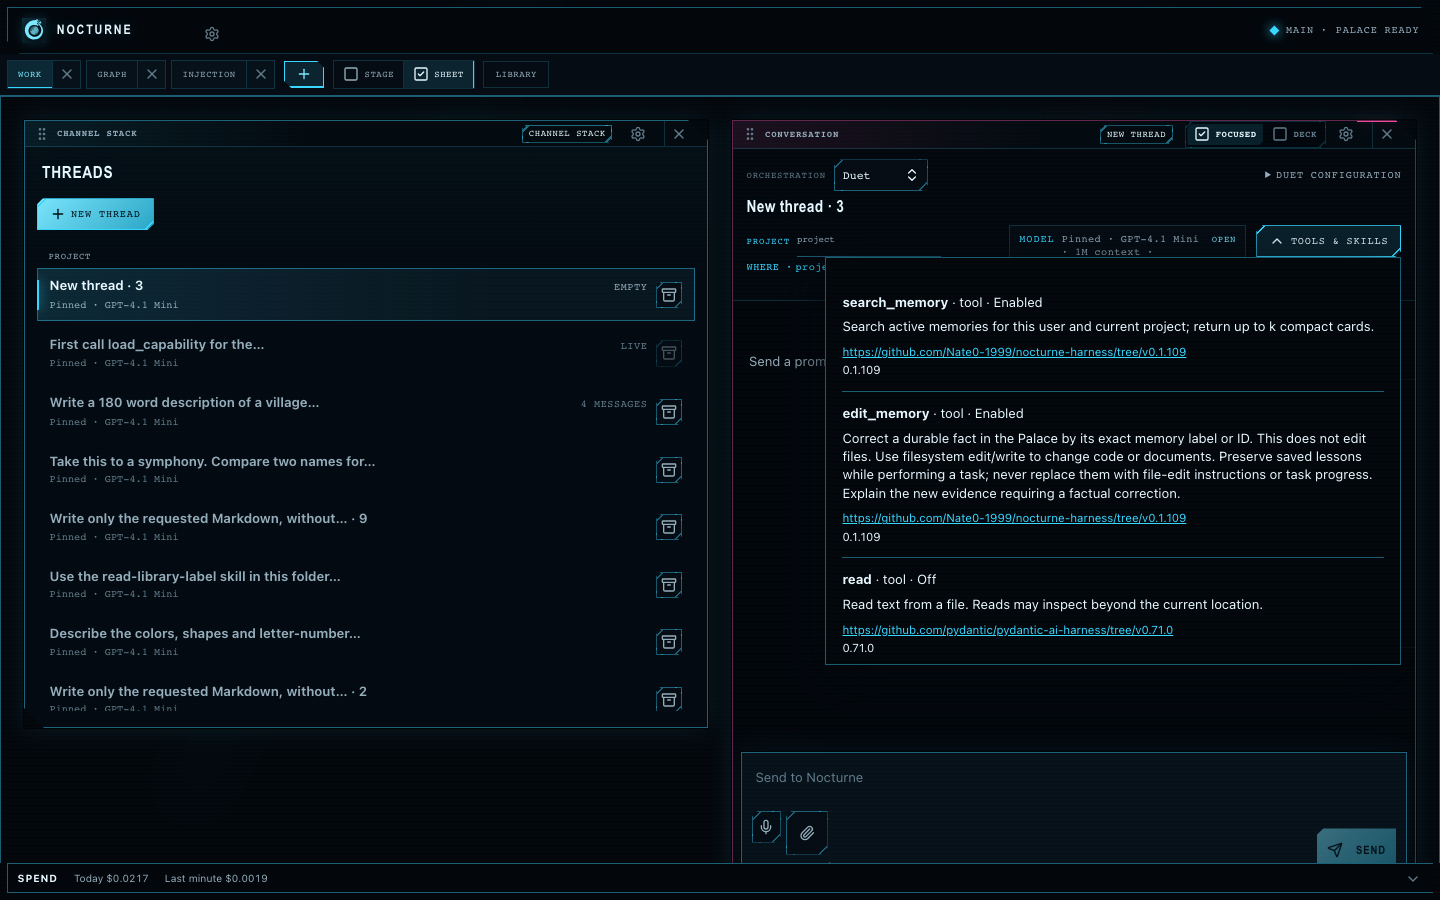 NOCTURNE
MAIN · PALACE READY
WORK
GRAPH
INJECTION
STAGE
SHEET
LIBRARY
CHANNEL STACK
CHANNEL STACK
THREADS
NEW THREAD
PROJECT
New thread · 3
Pinned · GPT-4.1 Mini
EMPTY
First call load_capability for the...
Pinned · GPT-4.1 Mini
LIVE
Write a 180 word description of a village...
Pinned · GPT-4.1 Mini
4 MESSAGES
Take this to a symphony. Compare two names for...
Pinned · GPT-4.1 Mini
Write only the requested Markdown, without... · 9
Pinned · GPT-4.1 Mini
Use the read-library-label skill in this folder...
Pinned · GPT-4.1 Mini
Describe the colors, shapes and letter-number...
Pinned · GPT-4.1 Mini
Write only the requested Markdown, without... · 2
Pinned · GPT-4.1 Mini
CONVERSATION
NEW THREAD
FOCUSED
DECK
ORCHESTRATION
Duet
DUET CONFIGURATION
New thread · 3
PROJECT project
MODEL Pinned · GPT-4.1 Mini
· 1M context ·
OPEN
TOOLS & SKILLS
WHERE · proje
Send a prom
search_memory · tool · Enabled
Search active memories for this user and current project; return up to k compact cards.
https://github.com/Nate0-1999/nocturne-harness/tree/v0.1.109
0.1.109
edit_memory · tool · Enabled
Correct a durable fact in the Palace by its exact memory label or ID. This does not edit
files. Use filesystem edit/write to change code or documents. Preserve saved lessons
while performing a task; never replace them with file-edit instructions or task progress.
Explain the new evidence requiring a factual correction.
https://github.com/Nate0-1999/nocturne-harness/tree/v0.1.109
0.1.109
read · tool · Off
Read text from a file. Reads may inspect beyond the current location.
https://github.com/pydantic/pydantic-ai-harness/tree/v0.71.0
0.71.0
Send to Nocturne
SEND
SPEND
Today $0.0217
Last minute $0.0019